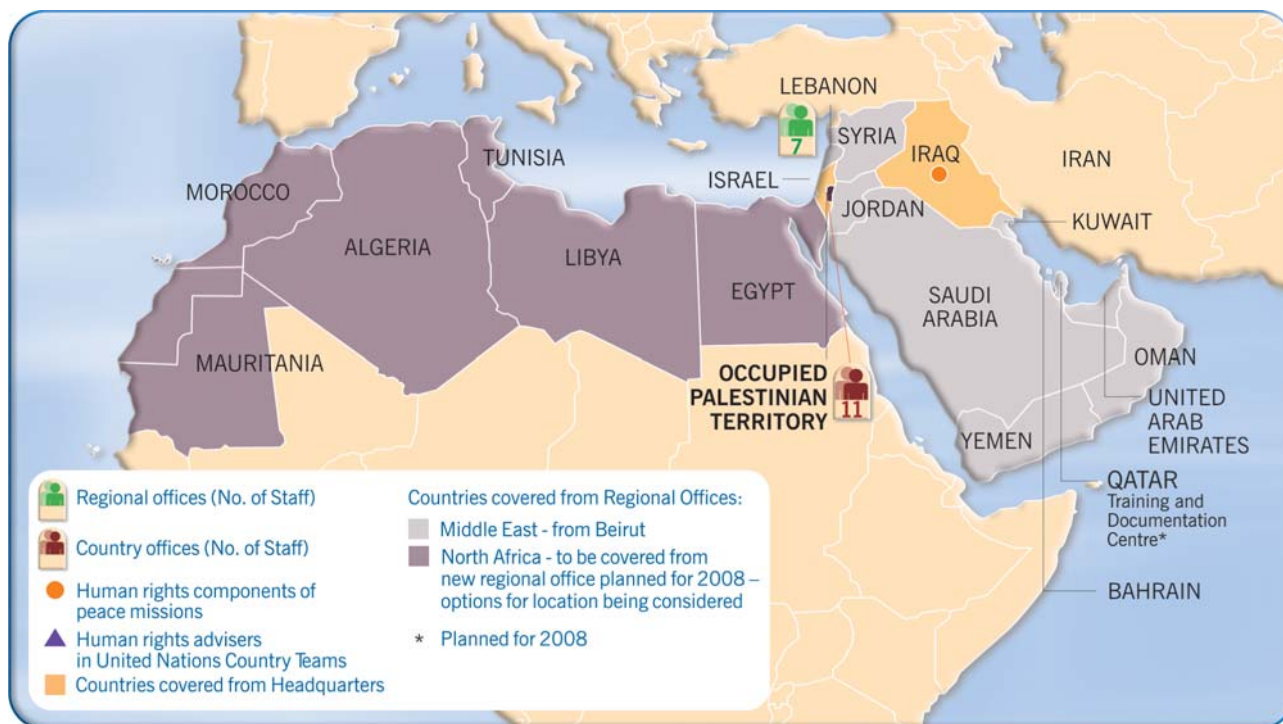 LEBANON
7
SYRIA
TUNISIA
IRAQ
IRAN
MOROCCO
ISRAEL
JORDAN
KUWAIT
ALGERIA
LIBYA
EGYPT
SAUDI
ARABIA
MAURITANIA
OMAN
OCCUPIED
PALESTINIAN
TERRITORY
11
UNITED
ARAB
EMIRATES
YEMEN
QATAR
Training and
Documentation
Centre*
BAHRAIN
Regional offices (No. of Staff)
Country offices (No. of Staff)
Human rights components of
peace missions
Human rights advisers
in United Nations Country Teams
Countries covered from Headquarters
Countries covered from Regional Offices:
Middle East - from Beirut
North Africa - to be covered from
new regional office planned for 2008 –
options for location being considered
* Planned for 2008